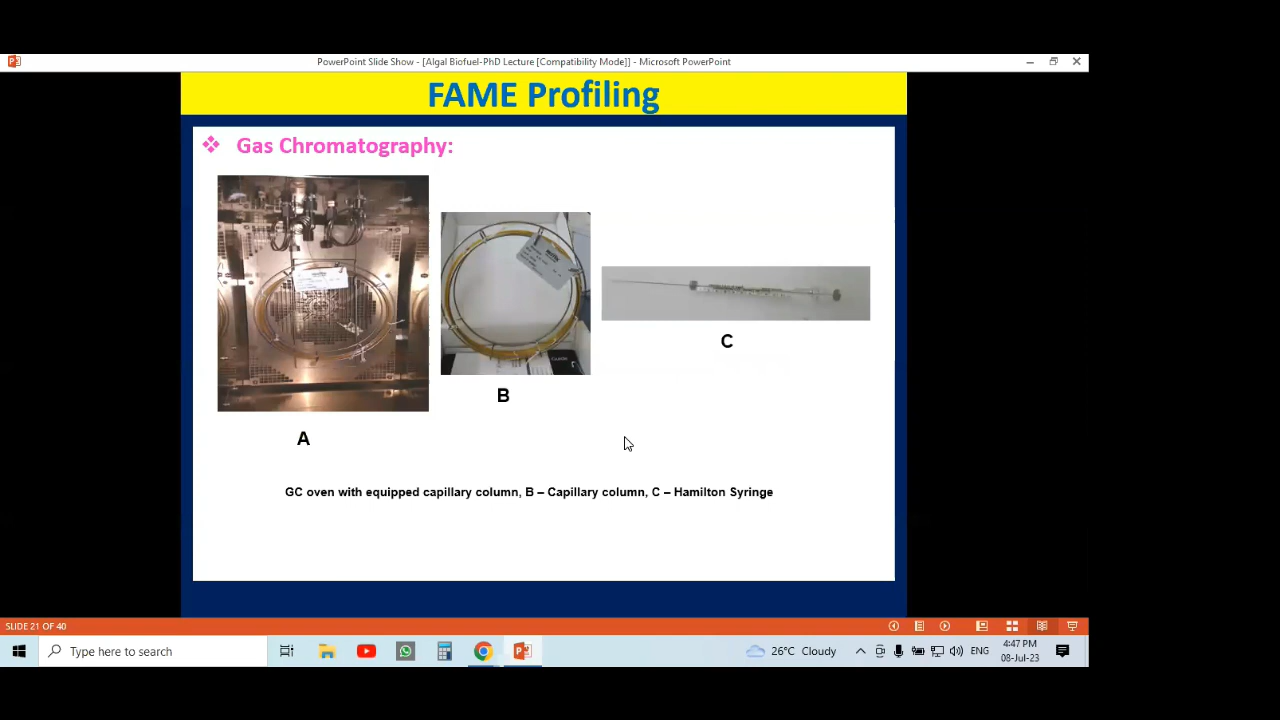 PowerPoint Slide Show - [Algal Biofuel-PhD Lecture [Compatibility Mode]] - Microsoft PowerPoint
FAME Profiling
Gas Chromatography:
A
B
C
GC oven with equipped capillary column, B – Capillary column, C – Hamilton Syringe
SLIDE 21 OF 40
Type here to search
26°C Cloudy
ENG
4:47 PM
08-Jul-23